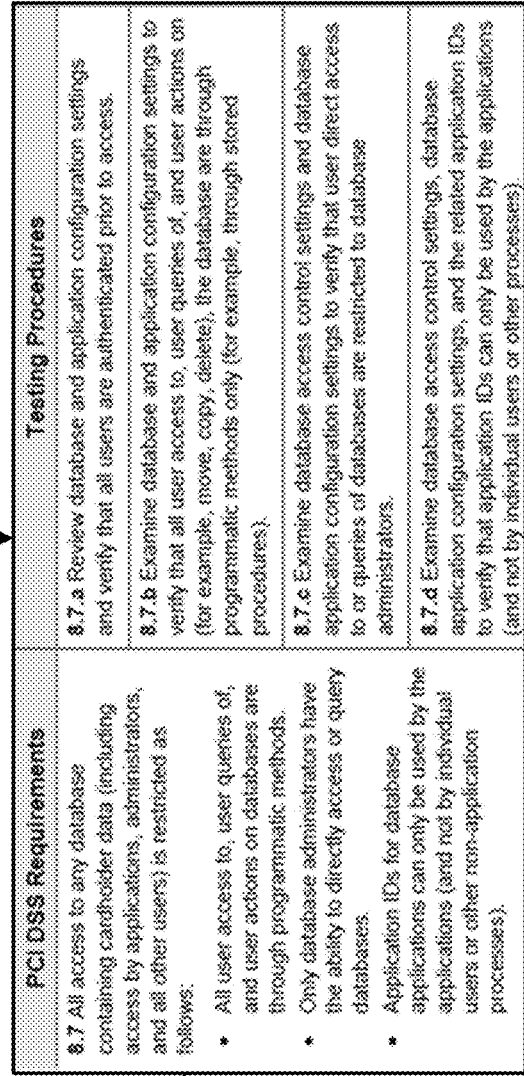 PCI DSS Requirements
8.7 All access to any database
containing cardholder data (including
access by applications, administrators,
and all other users) is restricted as
follows:
• All user access to, user queries of,
and user actions on databases are
through programmatic methods.
• Only database administrators have
the ability to directly access or query
databases.
• Application IDs for database
applications can only be used by the
applications (and not by individual
users or other non-application
processes).
Testing Procedures
8.7.a Review database and application configuration settings
and verify that all users are authenticated prior to access.
8.7.b Examine database and application configuration settings to
verify that all user access to, user queries of, and user actions on
(for example, move, copy, delete), the database are through
programmatic methods only (for example, through stored
procedures).
8.7.c Examine database access control settings and database
application configuration settings to verify that user direct access
to or queries of databases are restricted to database
administrators.
8.7.d Examine database access control settings, database
application configuration settings, and the related application IDs
to verify that application IDs can only be used by the applications
(and not by individual users or other processes).